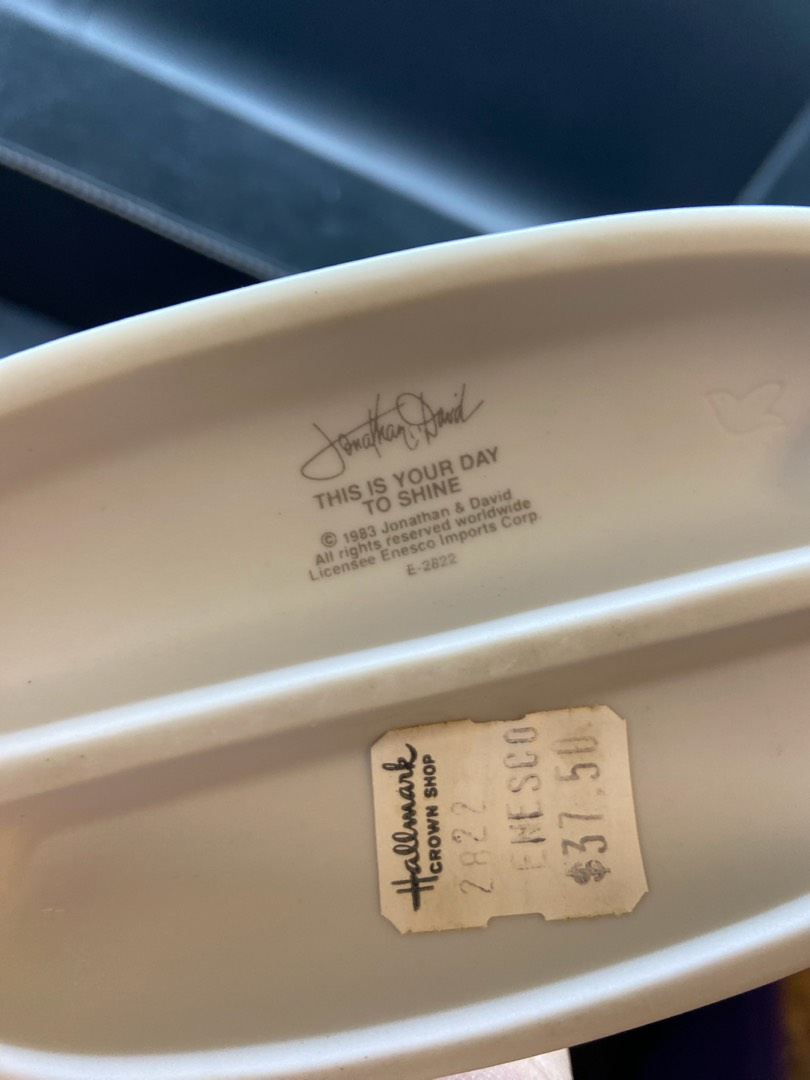 Jonathan & David
THIS IS YOUR DAY
TO SHINE
© 1983 Jonathan & David
All rights reserved worldwide
Licensee Enesco Imports Corp.
E-2822
Hallmark
CROWN SHOP
2822
ENESCO
$37.50